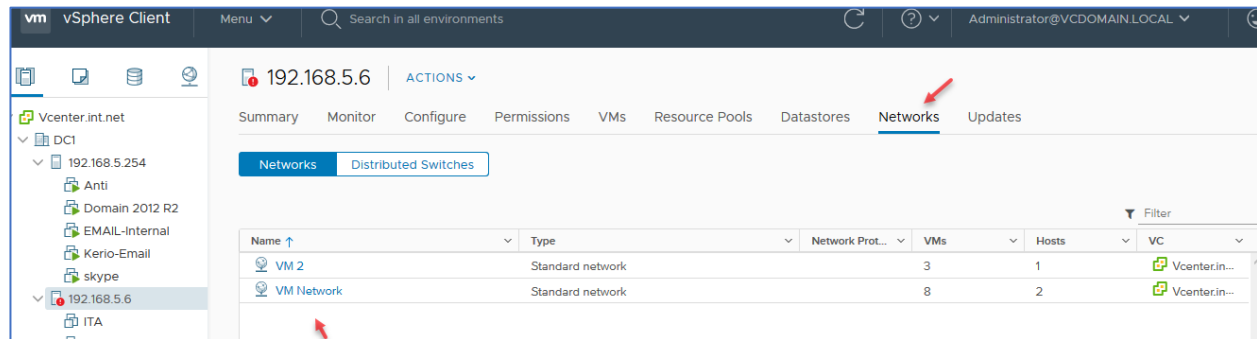 vm vSphere Client Menu Search in all environments Administrator@VCDOMAIN.LOCAL
192.168.5.6 ACTIONS
Summary Monitor Configure Permissions VMs Resource Pools Datastores Networks Updates
Networks Distributed Switches
Filter
Name Type Network Prot... VMs Hosts VC
VM 2 Standard network 3 1 Vcenter.in...
VM Network Standard network 8 2 Vcenter.in...
Vcenter.int.net
DC1
192.168.5.254
Anti
Domain 2012 R2
EMAIL-Internal
Kerio-Email
skype
192.168.5.6
ITA